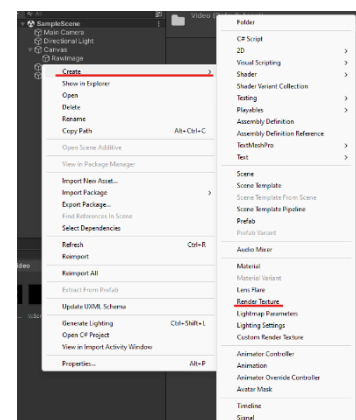 SampleScene
Main Camera
Directional Light
Canvas
RawImage
Create
Show in Explorer
Open
Delete
Rename
Copy Path Alt+Ctrl+C
Open Scene Additive
View in Package Manager
Import New Asset...
Import Package
Export Package...
Find References In Scene
Select Dependencies
Refresh Ctrl+R
Reimport
Reimport All
Extract From Prefab
Update UXML Schema
Generate Lighting Ctrl+Shift+L
Open C# Project
View in Import Activity Window
Properties... Alt+P
Folder
C# Script
2D
Visual Scripting
Shader
Shader Variant Collection
Testing
Playables
Assembly Definition
Assembly Definition Reference
TextMeshPro
Text
Scene
Scene Template
Scene Template From Scene
Scene Template Pipeline
Prefab
Prefab Variant
Audio Mixer
Material
Material Variant
Lens Flare
Render Texture
Lightmap Parameters
Lighting Settings
Custom Render Texture
Animator Controller
Animation
Animator Override Controller
Avatar Mask
Timeline
Signal